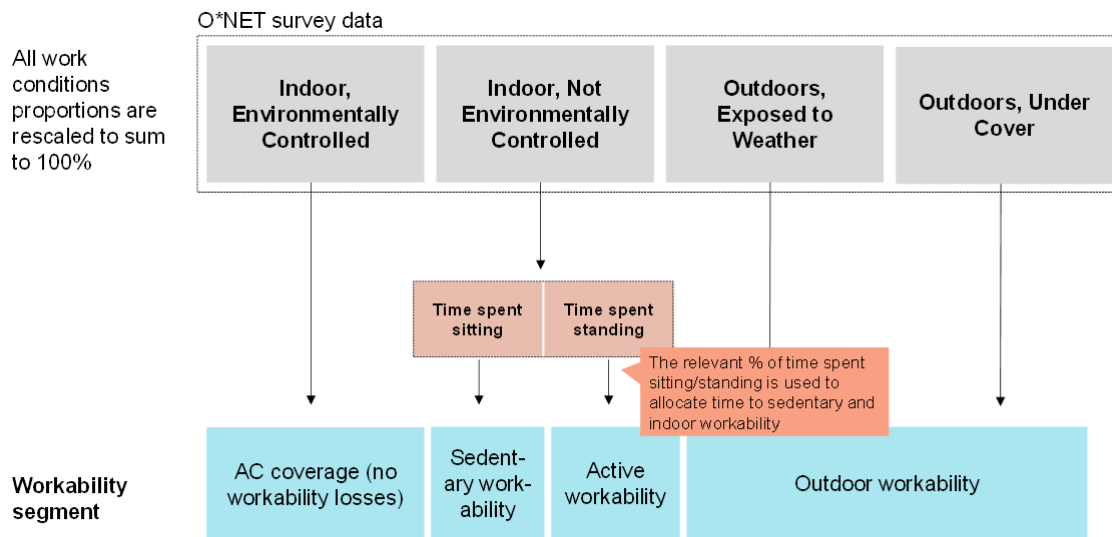 O*NET survey data
All work
conditions
proportions are
rescaled to sum
to 100%
Indoor,
Environmentally
Controlled
Indoor, Not
Environmentally
Controlled
Outdoors,
Exposed to
Weather
Outdoors, Under
Cover
Time spent
sitting
Time spent
standing
The relevant % of time spent
sitting/standing is used to
allocate time to sedentary and
indoor workability
Workability
segment
AC coverage (no
workability losses)
Sedent-
ary work-
ability
Active
workability
Outdoor workability